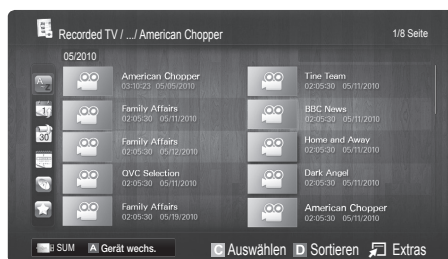 Recorded TV / .../ American Chopper 1/8 Seite
05/2010
American Chopper
03:10:23 05/05/2010
Tine Team
02:05:30 05/11/2010
Family Affairs
02:05:30 05/11/2010
BBC News
02:05:30 05/11/2010
Family Affairs
02:05:30 05/12/2010
Home and Away
02:05:30 05/11/2010
QVC Selection
02:05:30 05/11/2010
Dark Angel
02:05:30 05/11/2010
Family Affairs
02:05:30 05/19/2010
American Chopper
02:05:30 05/11/2010
SUM A Gerät wechs. C Auswählen D Sortieren Extras